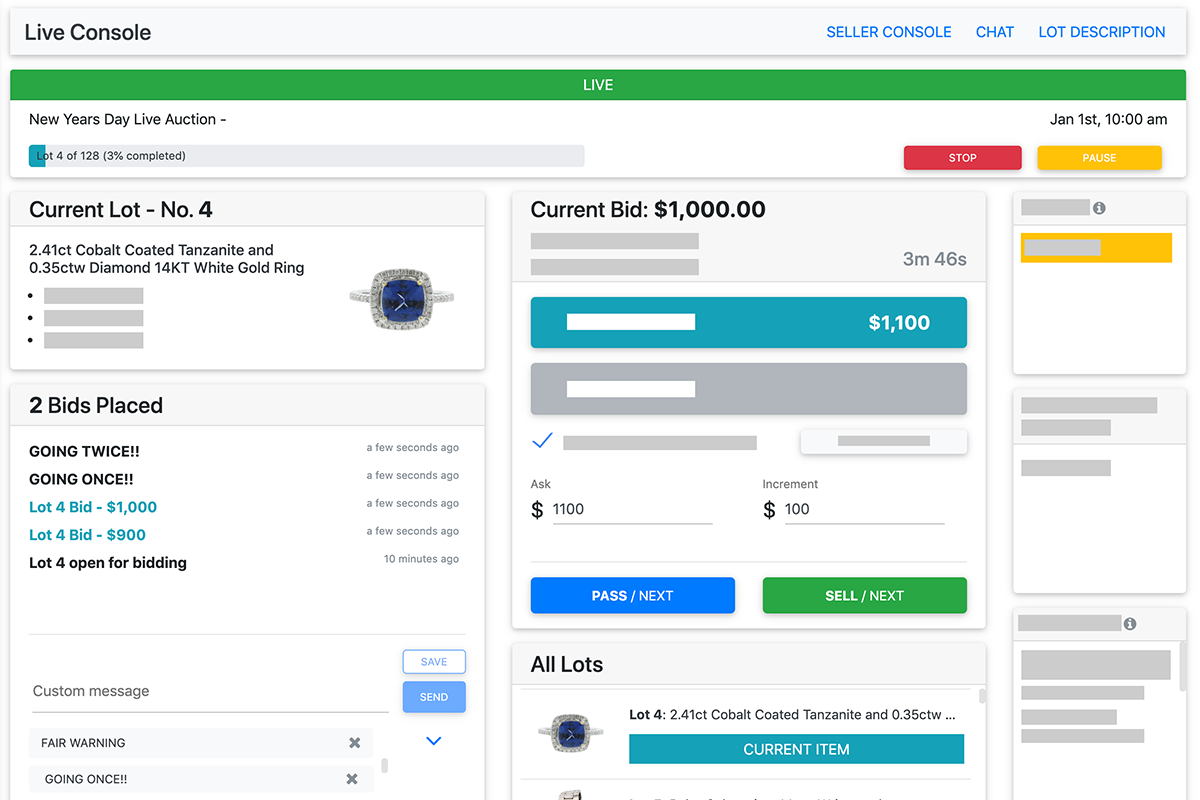 Live Console
SELLER CONSOLE
CHAT
LOT DESCRIPTION
LIVE
New Years Day Live Auction -
Jan 1st, 10:00 am
Lot 4 of 128 (3% completed)
STOP
PAUSE
Current Lot - No. 4
2.41ct Cobalt Coated Tanzanite and
0.35ctw Diamond 14KT White Gold Ring
2 Bids Placed
GOING TWICE!!
a few seconds ago
GOING ONCE!!
a few seconds ago
Lot 4 Bid - $1,000
a few seconds ago
Lot 4 Bid - $900
a few seconds ago
Lot 4 open for bidding
10 minutes ago
SAVE
Custom message
SEND
FAIR WARNING
GOING ONCE!!
Current Bid: $1,000.00
3m 46s
$1,100
Ask
Increment
$ 1100
$ 100
PASS / NEXT
SELL / NEXT
All Lots
Lot 4: 2.41ct Cobalt Coated Tanzanite and 0.35ctw ...
CURRENT ITEM